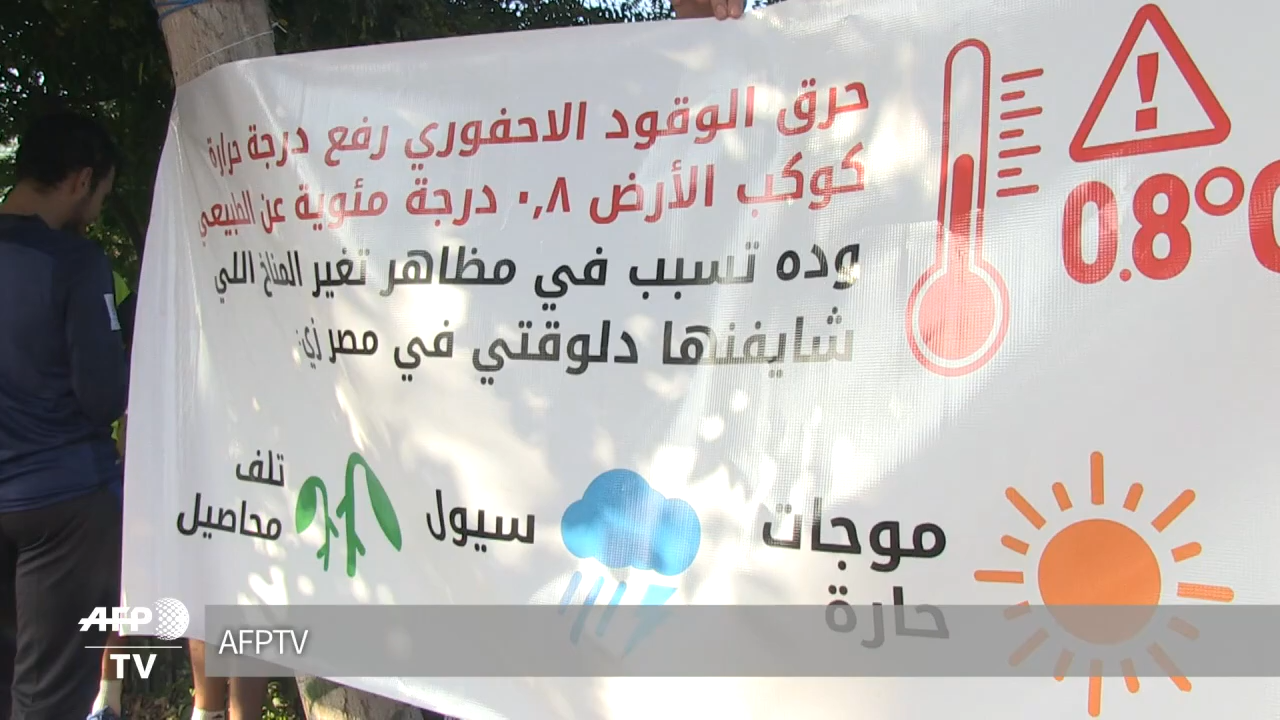 حرق الوقود الاحفوري رفع درجة حرارة
كوكب الأرض ٠,٨ درجة مئوية عن الطبيعي
وده تسبب في مظاهر تغير المناخ اللي
شايفنها دلوقتي في مصر زي:
!
0.8°C
موجات
حارة
سيول
تلف
محاصيل
AFP
TV
AFPTV